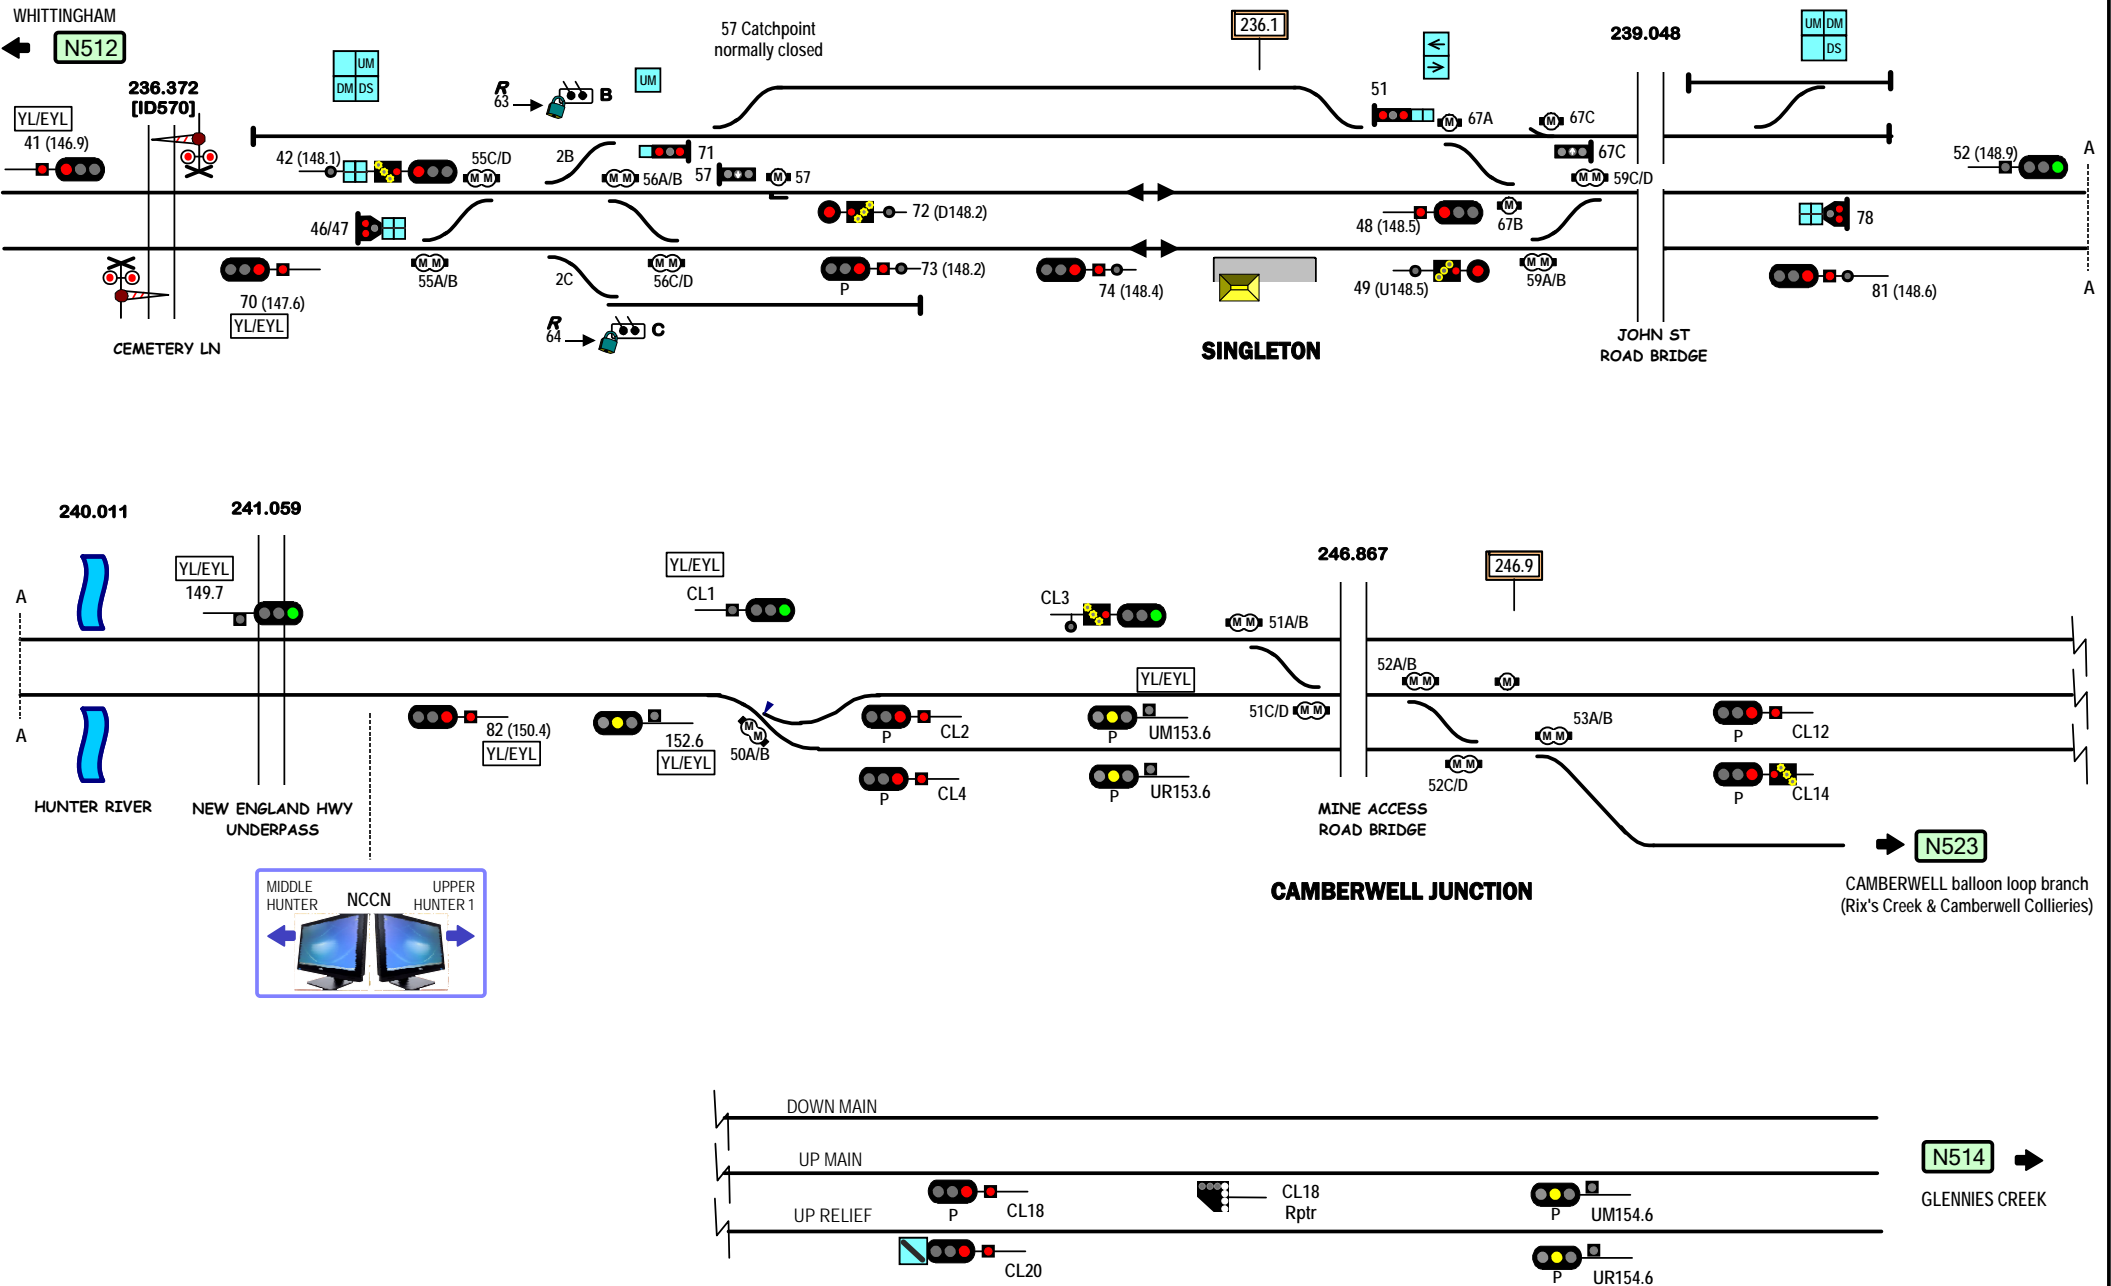 WHITTINGHAM
N512
57 Catchpoint
normally closed
236.1
239.048
UM DM
DS
236.372
[ID570]
UM
DM DS
UM
R
63
B
51
67A
67C
YL/EYL
41 (146.9)
42 (148.1)
55C/D
2B
71
56A/B
57
M 57
67C
59C/D
52 (148.9)
A
46/47
72 (D148.2)
48 (148.5)
67B
78
55A/B
2C
56C/D
73 (148.2)
P
74 (148.4)
49 (U148.5)
59A/B
81 (148.6)
A
70 (147.6)
YL/EYL
R
64
C
CEMETERY LN
SINGLETON
JOHN ST
ROAD BRIDGE
240.011
241.059
246.867
246.9
YL/EYL
149.7
YL/EYL
CL1
CL3
A
51A/B
52A/B
YL/EYL
A
82 (150.4)
YL/EYL
152.6
YL/EYL
50A/B
P
CL2
P
UM153.6
51C/D
53A/B
P
CL12
P
CL4
P
UR153.6
52C/D
P
CL14
HUNTER RIVER
NEW ENGLAND HWY
UNDERPASS
MINE ACCESS
ROAD BRIDGE
N523
MIDDLE
HUNTER
NCCN
UPPER
HUNTER 1
CAMBERWELL JUNCTION
CAMBERWELL balloon loop branch
(Rix's Creek & Camberwell Collieries)
DOWN MAIN
UP MAIN
N514
P
CL18
CL18
Rptr
P
UM154.6
GLENNIES CREEK
UP RELIEF
CL20
P
UR154.6